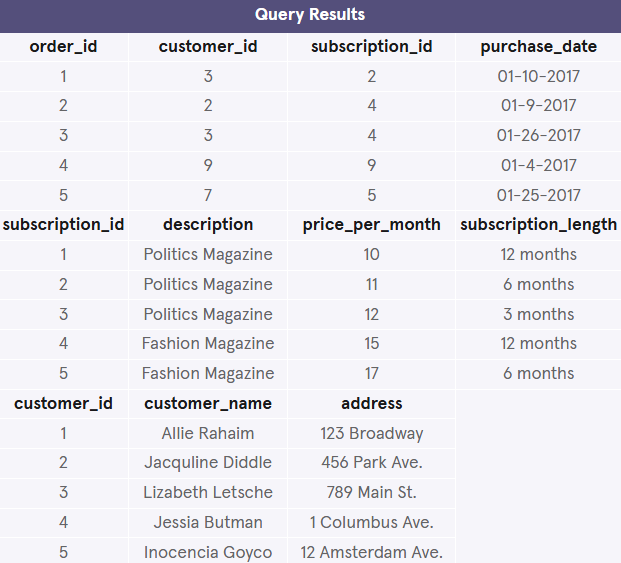 Query Results
order_id customer_id subscription_id purchase_date
1 3 2 01-10-2017
2 2 4 01-9-2017
3 3 4 01-26-2017
4 9 9 01-4-2017
5 7 5 01-25-2017
subscription_id description price_per_month subscription_length
1 Politics Magazine 10 12 months
2 Politics Magazine 11 6 months
3 Politics Magazine 12 3 months
4 Fashion Magazine 15 12 months
5 Fashion Magazine 17 6 months
customer_id customer_name address
1 Allie Rahaim 123 Broadway
2 Jacquline Diddle 456 Park Ave.
3 Lizabeth Letsche 789 Main St.
4 Jessia Butman 1 Columbus Ave.
5 Inocencia Goyco 12 Amsterdam Ave.